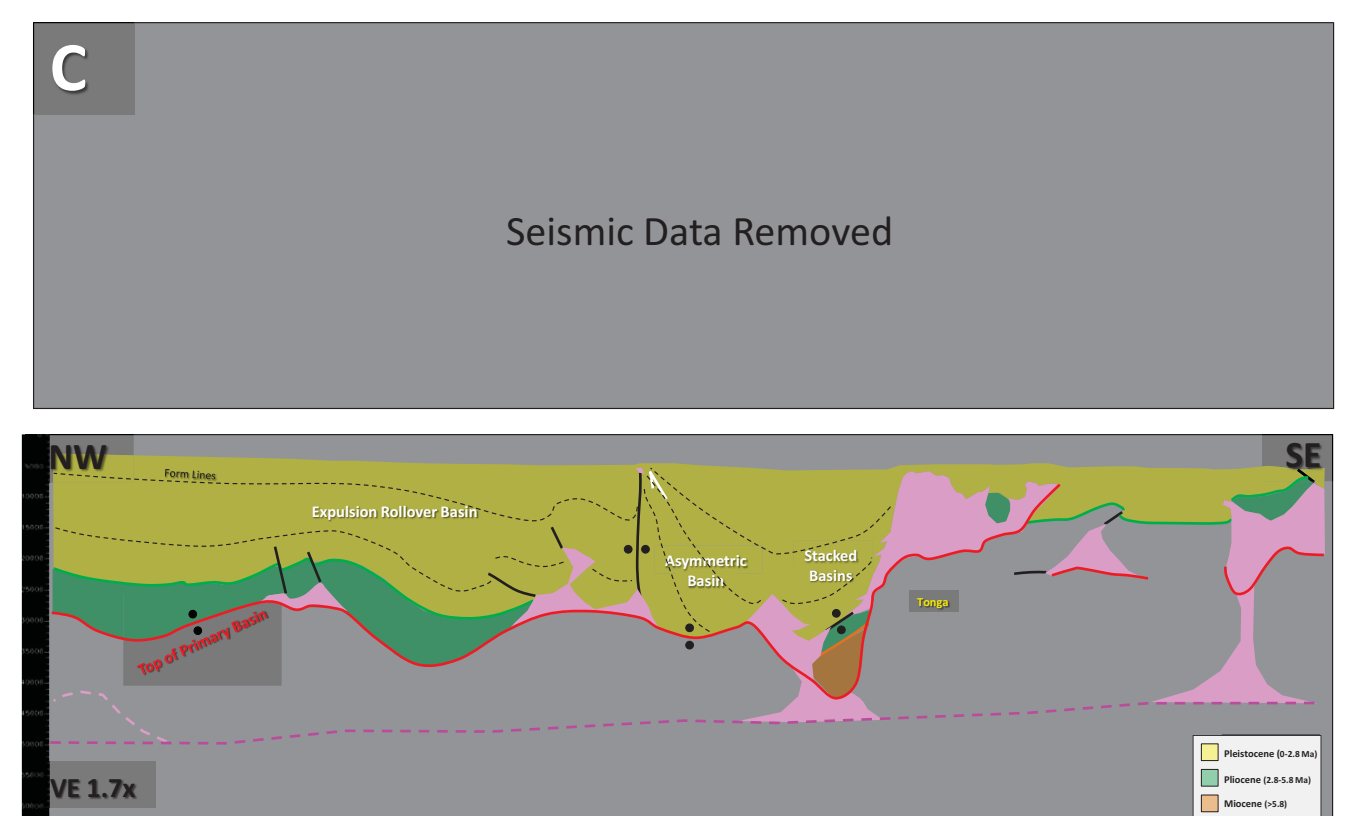 C
Seismic Data Removed
NW
SE
Form Lines
Expulsion Rollover Basin
Asymmetric
Basin
Stacked
Basins
Tonga
Top of Primary Basin
VE 1.7x
Pleistocene (0-2.8 Ma)
Pliocene (2.8-5.8 Ma)
Miocene (>5.8)